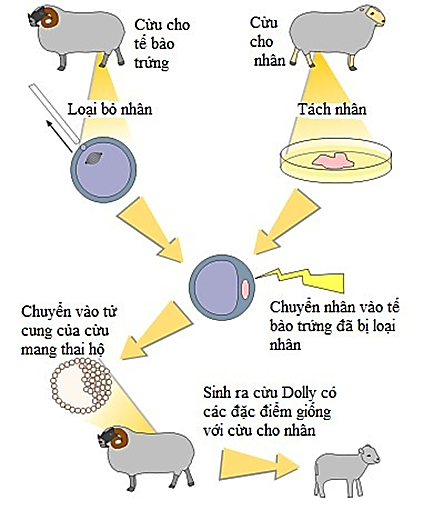 Cừu cho
tế bào
trứng
Cừu
cho
nhân
Loại bỏ nhân
Tách nhân
Chuyển nhân vào tế
bào trứng đã bị loại
nhân
Chuyển vào tử
cung của cừu
mang thai hộ
Sinh ra cừu Dolly có
các đặc điểm giống
với cừu cho nhân